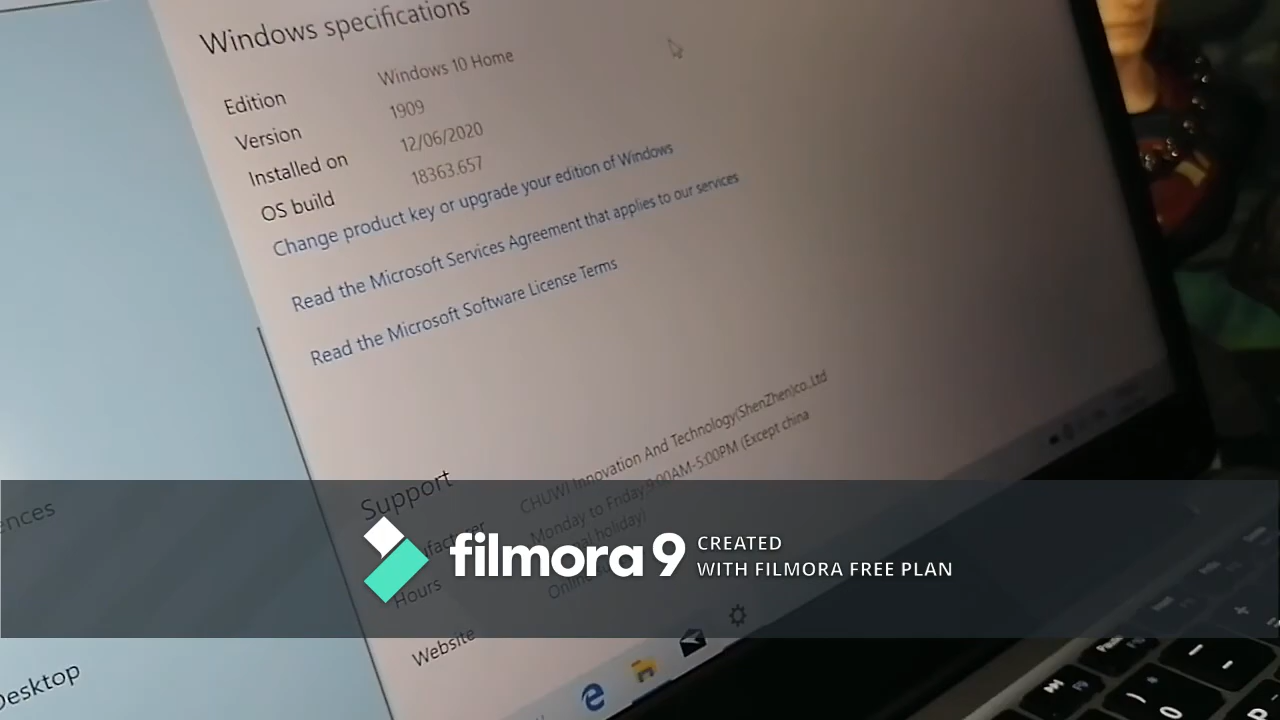 Windows specifications
Edition Windows 10 Home
Version 1909
Installed on 12/06/2020
OS build 18363.657
Change product key or upgrade your edition of Windows
Read the Microsoft Services Agreement that applies to our services
Read the Microsoft Software License Terms
Support
CHUWI Innovation And Technology(ShenZhen)co.,Ltd
Hours Monday to Friday,9:00AM-5:00PM (Except china
holiday)
Website
Desktop
filmora9
CREATED
WITH FILMORA FREE PLAN